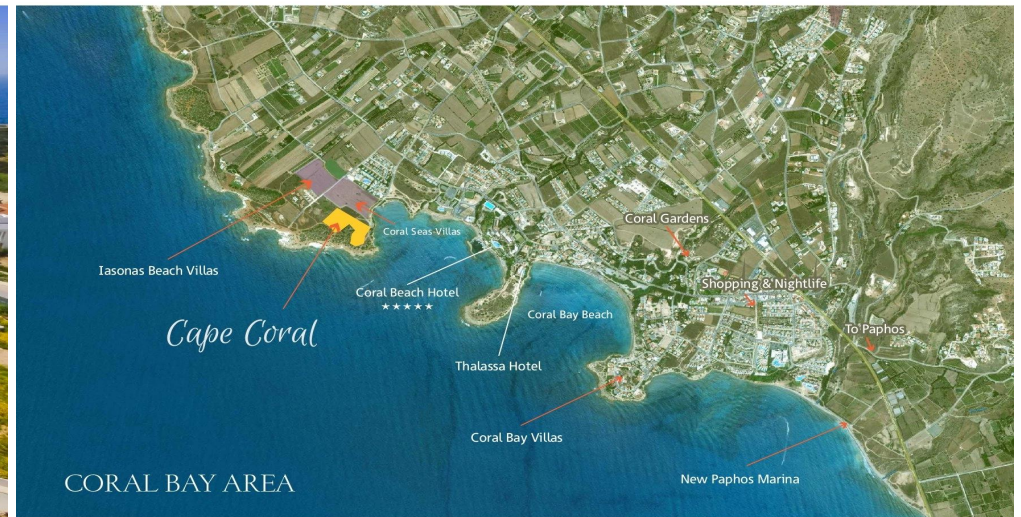 Coral Gardens
Coral Seas Villas
Iasonas Beach Villas
Shopping & Nightlife
Coral Beach Hotel
★★★★★
Coral Bay Beach
Cape Coral
To Paphos
Thalassa Hotel
Coral Bay Villas
New Paphos Marina
CORAL BAY AREA